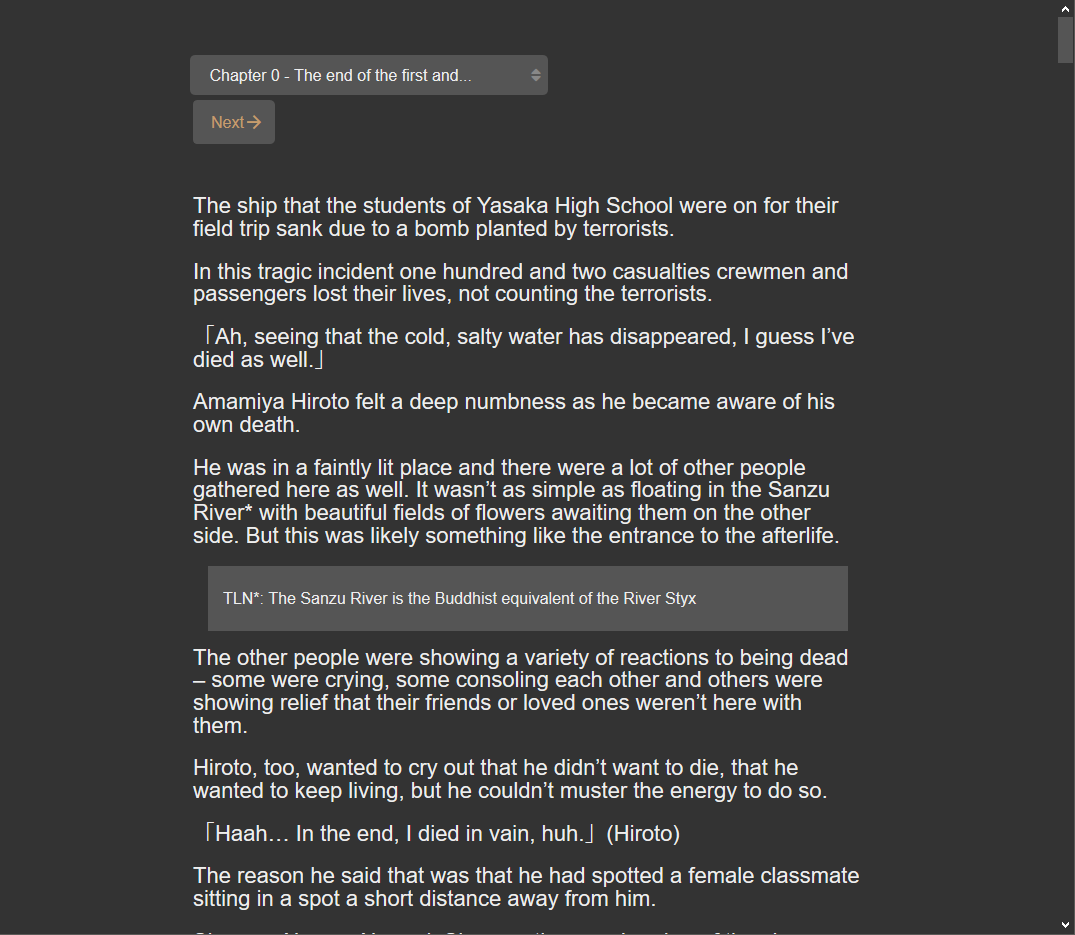 Chapter 0 - The end of the first and...
Next→
The ship that the students of Yasaka High School were on for their
field trip sank due to a bomb planted by terrorists.
In this tragic incident one hundred and two casualties crewmen and
passengers lost their lives, not counting the terrorists.
「Ah, seeing that the cold, salty water has disappeared, I guess I’ve
died as well.」
Amamiya Hiroto felt a deep numbness as he became aware of his
own death.
He was in a faintly lit place and there were a lot of other people
gathered here as well. It wasn’t as simple as floating in the Sanzu
River* with beautiful fields of flowers awaiting them on the other
side. But this was likely something like the entrance to the afterlife.
TLN*: The Sanzu River is the Buddhist equivalent of the River Styx
The other people were showing a variety of reactions to being dead
– some were crying, some consoling each other and others were
showing relief that their friends or loved ones weren’t here with
them.
Hiroto, too, wanted to cry out that he didn’t want to die, that he
wanted to keep living, but he couldn’t muster the energy to do so.
「Haah… In the end, I died in vain, huh.」(Hiroto)
The reason he said that was that he had spotted a female classmate
sitting in a spot a short distance away from him.